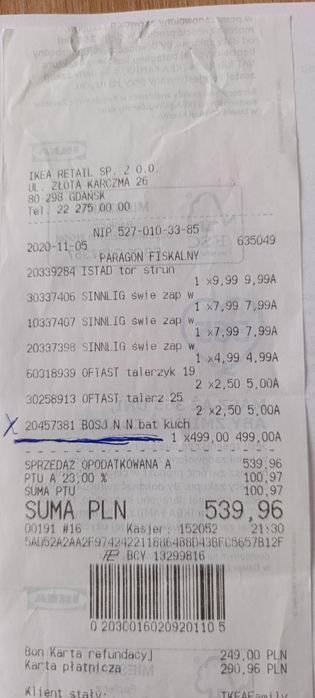 IKEA RETAIL SP. Z O.O.
UL. ZŁOTA KARCZMA 26
80 298 GDAŃSK
Tel. 22 275 00 00
NIP 527-010-33-85
2020-11-05 635049
PARAGON FISKALNY
20339284 ISTAD tor strun
1 x9,99 9,99A
30337406 SINNLIG świe zap w
1 x7,99 7,99A
10337407 SINNLIG świe zap w
1 x7,99 7,99A
20337398 SINNLIG świe zap w
1 x4,99 4,99A
60318939 OFTAST talerzyk 19
2 x2,50 5,00A
30258913 OFTAST talerz 25
2 x2,50 5,00A
X 20457381 BOSJ N N bat kuch
1 x499,00 499,00A
SPRZEDAŻ OPODATKOWANA A 539,96
PTU A 23,00 % 100,97
SUMA PTU 100,97
SUMA PLN 539,96
00191 #16 Kasjer: 152052 21:30
BCY 13299816
0 2030016020920110 5
Bon Karta refundacyj 249,00 PLN
Karta płatnicza 290,96 PLN
Klient stały: IKEAFamily